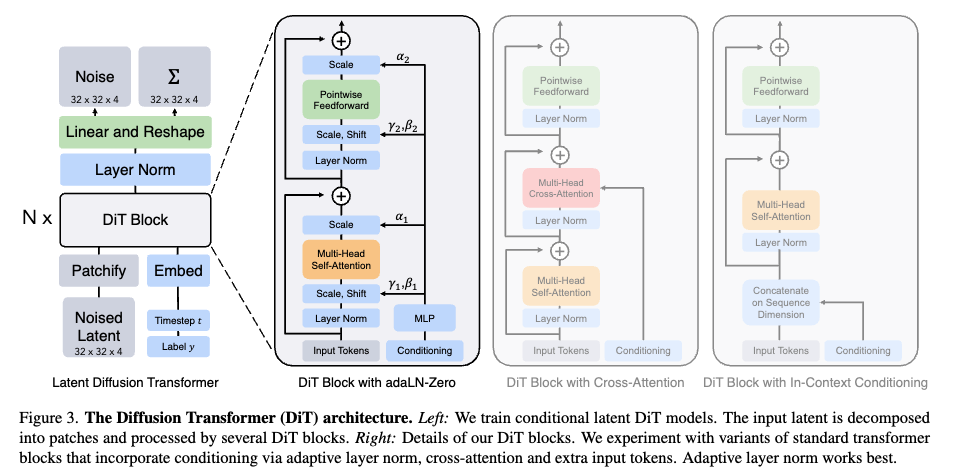 Noise
32 x 32 x 4
Σ
32 x 32 x 4
Linear and Reshape
Layer Norm
N x
DiT Block
Patchify
Embed
Noised
Latent
32 x 32 x 4
Timestep t
Label y
Latent Diffusion Transformer
+
Scale
α₂
Pointwise
Feedforward
Scale, Shift
γ₂,β₂
Layer Norm
+
Scale
α₁
Multi-Head
Self-Attention
Scale, Shift
γ₁,β₁
Layer Norm
MLP
Input Tokens
Conditioning
DiT Block with adaLN-Zero
+
Pointwise
Feedforward
Layer Norm
+
Multi-Head
Cross-Attention
Layer Norm
+
Multi-Head
Self-Attention
Layer Norm
Input Tokens
Conditioning
DiT Block with Cross-Attention
+
Pointwise
Feedforward
Layer Norm
+
Multi-Head
Self-Attention
Layer Norm
Concatenate
on Sequence
Dimension
Input Tokens
Conditioning
DiT Block with In-Context Conditioning
Figure 3. The Diffusion Transformer (DiT) architecture. Left: We train conditional latent DiT models. The input latent is decomposed
into patches and processed by several DiT blocks. Right: Details of our DiT blocks. We experiment with variants of standard transformer
blocks that incorporate conditioning via adaptive layer norm, cross-attention and extra input tokens. Adaptive layer norm works best.